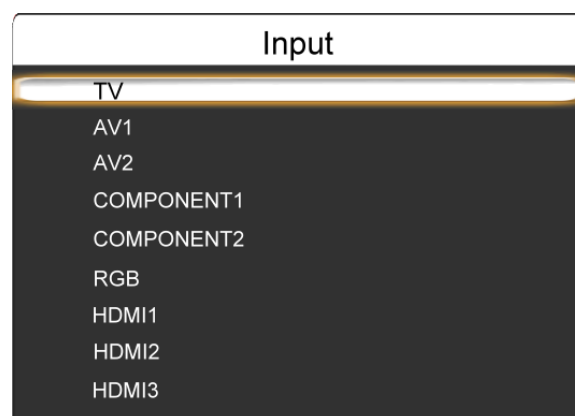 Input
TV
AV1
AV2
COMPONENT1
COMPONENT2
RGB
HDMI1
HDMI2
HDMI3